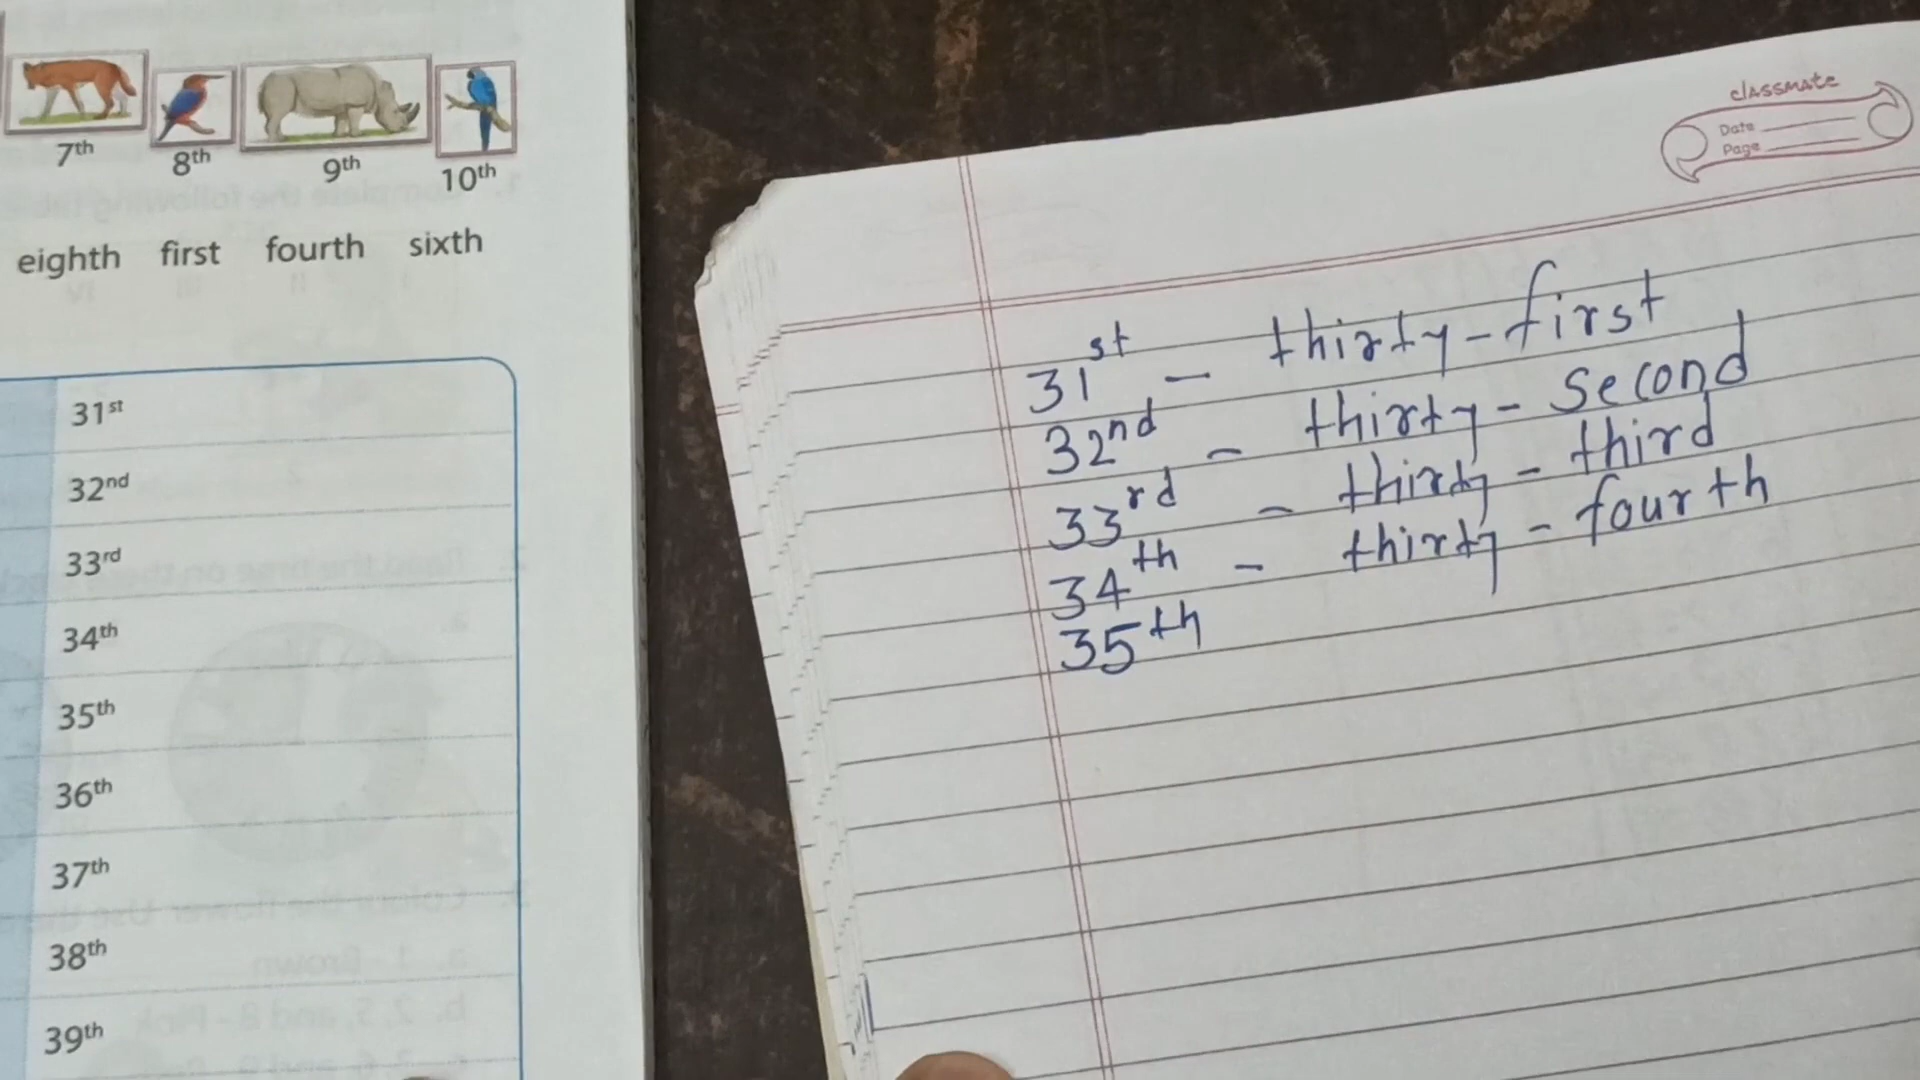 7th 8th 9th 10th
eighth first fourth sixth
31st
32nd
33rd
34th
35th
36th
37th
38th
39th
classmate
Date
Page
31st - thirty-first
32nd - thirty-second
33rd - thirty-third
34th - thirty-fourth
35th